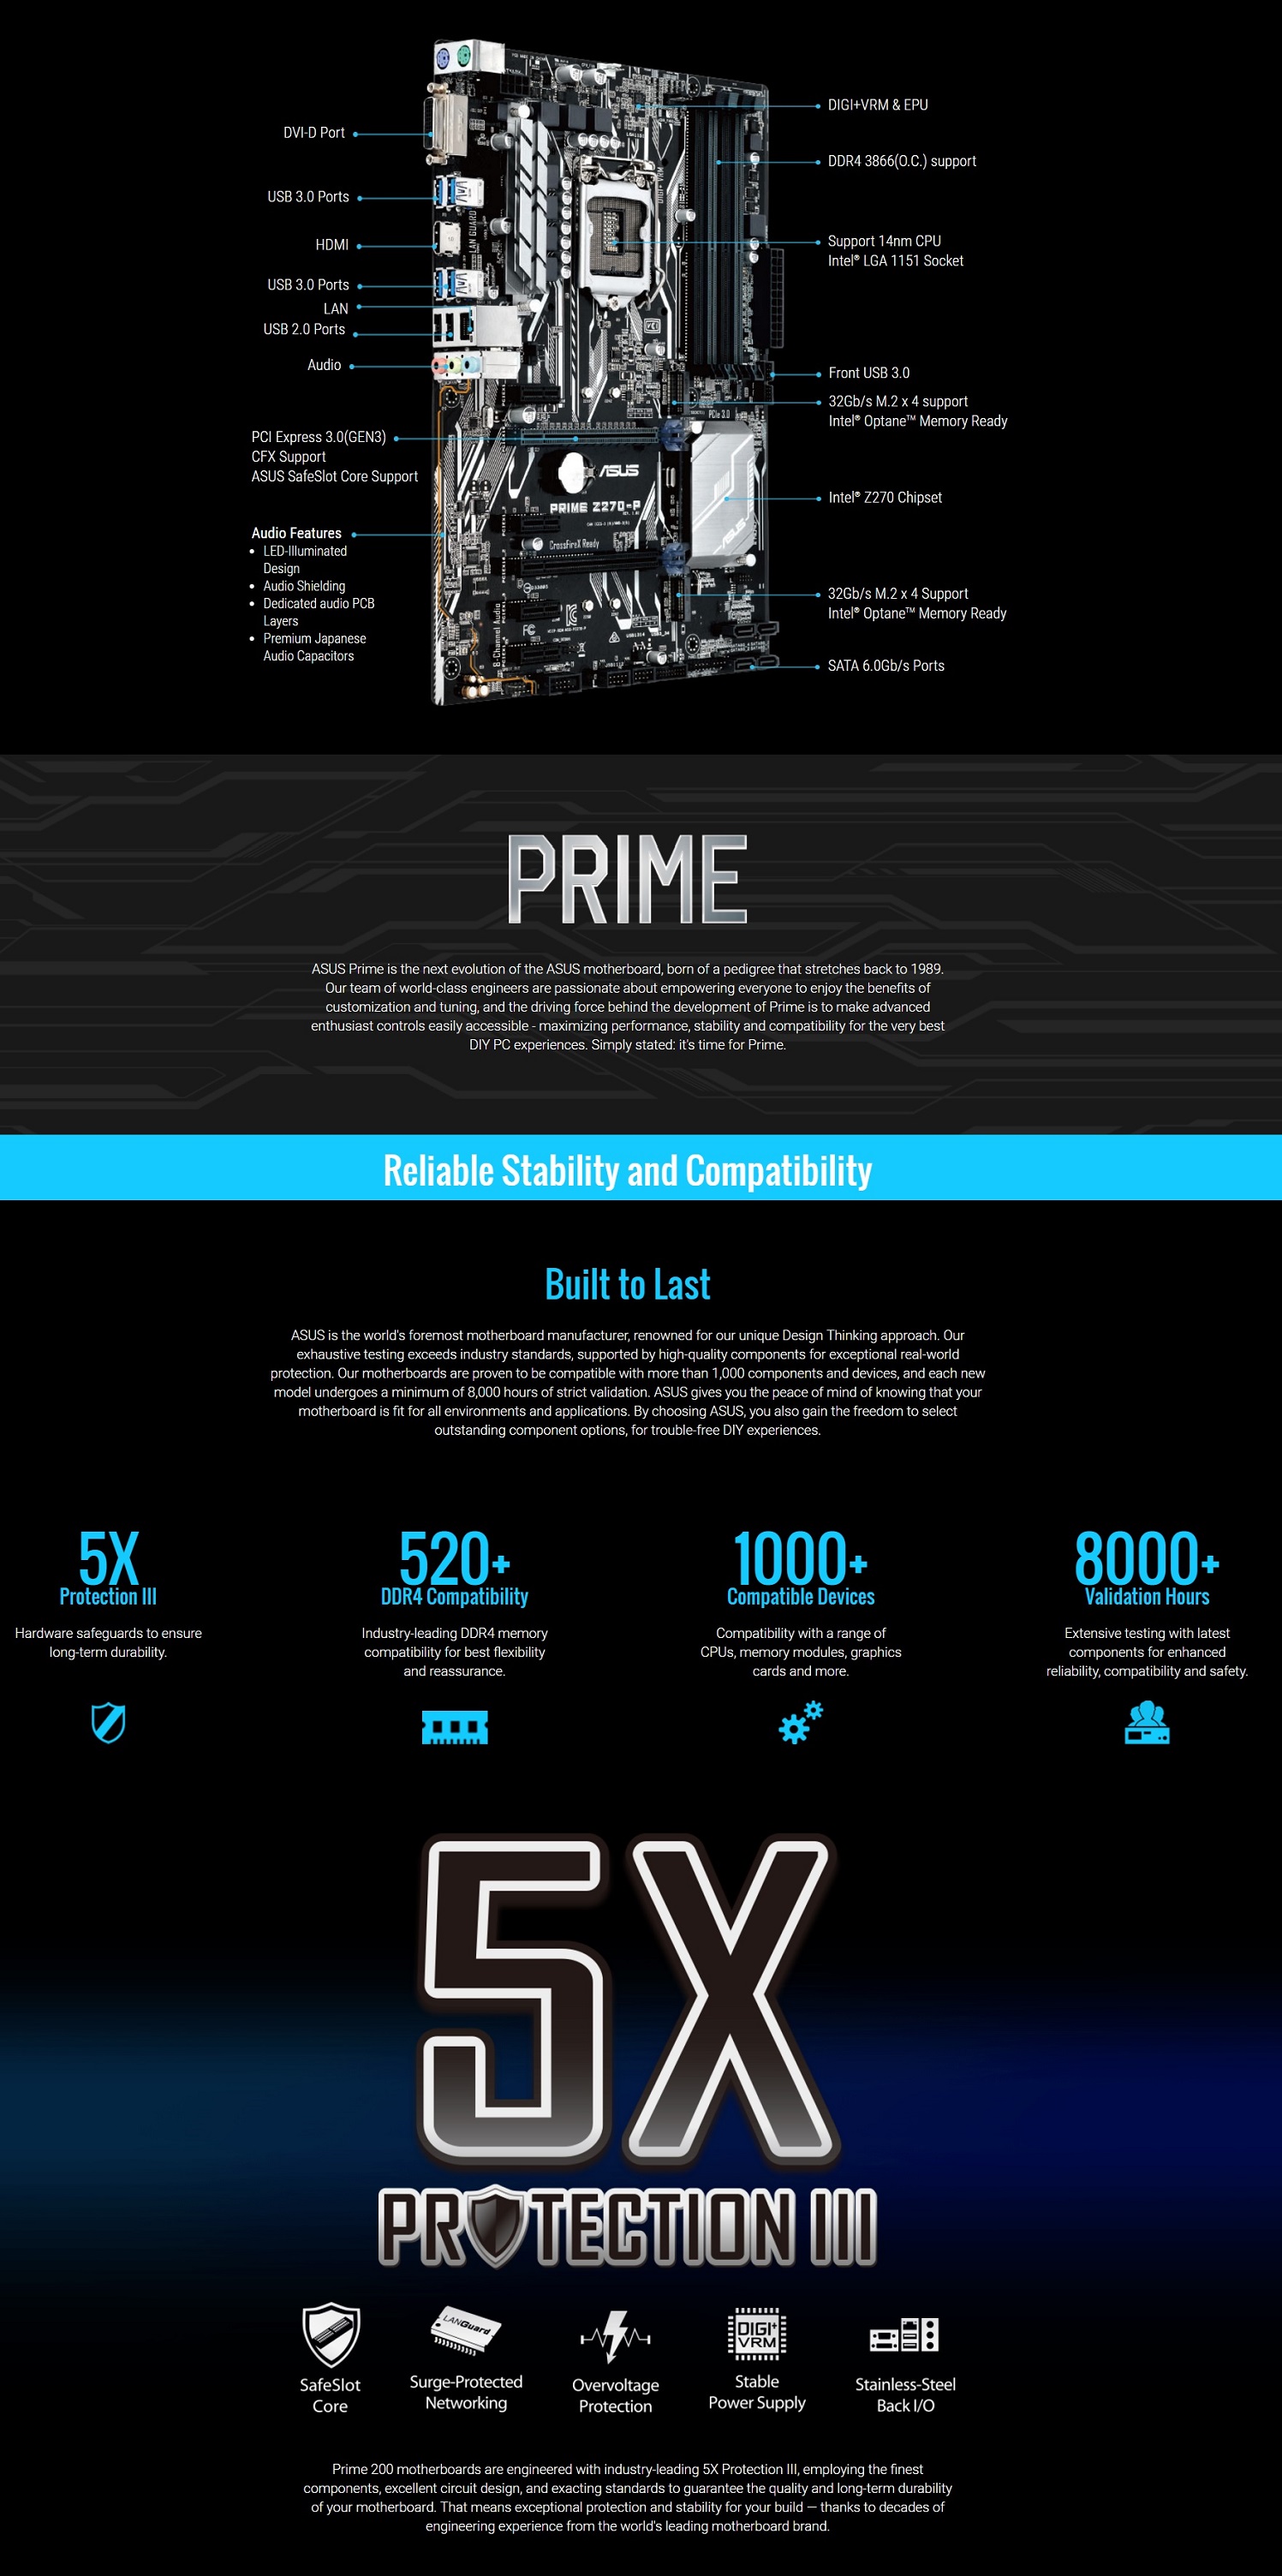 DVI-D Port
USB 3.0 Ports
HDMI
USB 3.0 Ports
LAN
USB 2.0 Ports
Audio
PCI Express 3.0(GEN3)
CFX Support
ASUS SafeSlot Core Support
Audio Features
• LED-Illuminated
Design
• Audio Shielding
• Dedicated audio PCB
Layers
• Premium Japanese
Audio Capacitors
DIGI+VRM & EPU
DDR4 3866(O.C.) support
Support 14nm CPU
Intel® LGA 1151 Socket
Front USB 3.0
32Gb/s M.2 x 4 support
Intel® Optane™ Memory Ready
Intel® Z270 Chipset
32Gb/s M.2 x 4 Support
Intel® Optane™ Memory Ready
SATA 6.0Gb/s Ports
DIGI+ VRM
LAN GUARD
PCIe 3.0
ASUS
PRIME Z270-P
CrossFireX Ready
ASUS
8-Channel Audio
FC
PRIME
ASUS Prime is the next evolution of the ASUS motherboard, born of a pedigree that stretches back to 1989.
Our team of world-class engineers are passionate about empowering everyone to enjoy the benefits of
customization and tuning, and the driving force behind the development of Prime is to make advanced
enthusiast controls easily accessible - maximizing performance, stability and compatibility for the very best
DIY PC experiences. Simply stated: it's time for Prime.
Reliable Stability and Compatibility
Built to Last
ASUS is the world's foremost motherboard manufacturer, renowned for our unique Design Thinking approach. Our
exhaustive testing exceeds industry standards, supported by high-quality components for exceptional real-world
protection. Our motherboards are proven to be compatible with more than 1,000 components and devices, and each new
model undergoes a minimum of 8,000 hours of strict validation. ASUS gives you the peace of mind of knowing that your
motherboard is fit for all environments and applications. By choosing ASUS, you also gain the freedom to select
outstanding component options, for trouble-free DIY experiences.
5X
Protection III
Hardware safeguards to ensure
long-term durability.
520+
DDR4 Compatibility
Industry-leading DDR4 memory
compatibility for best flexibility
and reassurance.
1000+
Compatible Devices
Compatibility with a range of
CPUs, memory modules, graphics
cards and more.
8000+
Validation Hours
Extensive testing with latest
components for enhanced
reliability, compatibility and safety.
5X
PROTECTION III
SafeSlot
Core
LANGuard
Surge-Protected
Networking
Overvoltage
Protection
DIGI+
VRM
Stable
Power Supply
Stainless-Steel
Back I/O
Prime 200 motherboards are engineered with industry-leading 5X Protection III, employing the finest
components, excellent circuit design, and exacting standards to guarantee the quality and long-term durability
of your motherboard. That means exceptional protection and stability for your build — thanks to decades of
engineering experience from the world's leading motherboard brand.